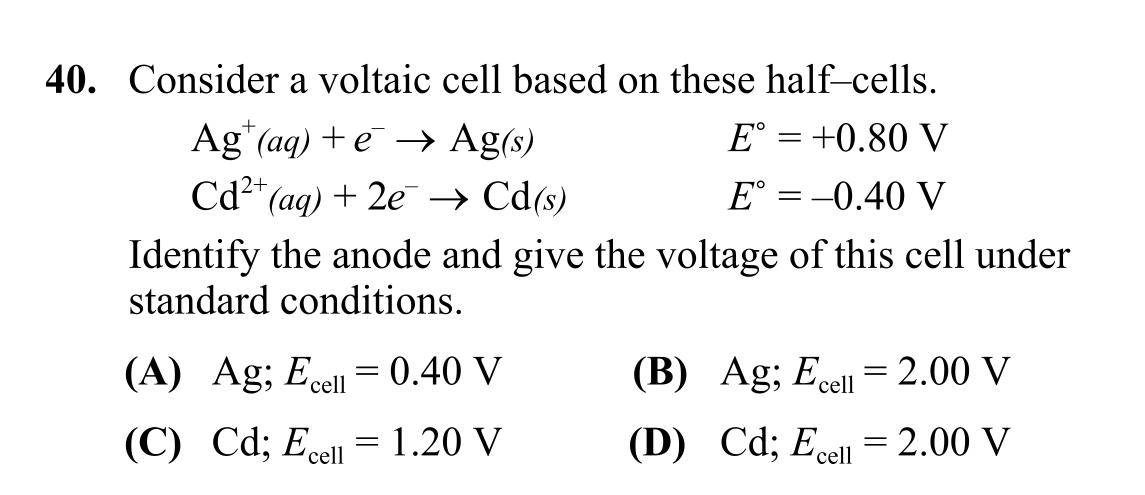 40. Consider a voltaic cell based on these half–cells.
Ag⁺(aq) + e⁻ → Ag(s) E° = +0.80 V
Cd²⁺(aq) + 2e⁻ → Cd(s) E° = –0.40 V
Identify the anode and give the voltage of this cell under
standard conditions.
(A) Ag; E_cell = 0.40 V (B) Ag; E_cell = 2.00 V
(C) Cd; E_cell = 1.20 V (D) Cd; E_cell = 2.00 V